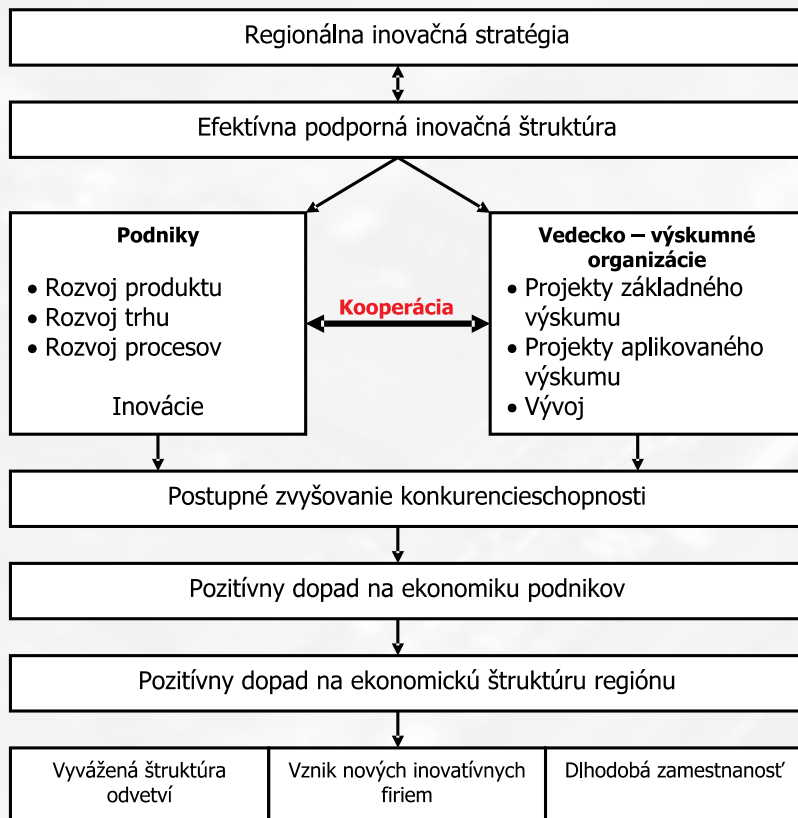 Regionálna inovačná stratégia
Efektívna podporná inovačná štruktúra
Podniky
• Rozvoj produktu
• Rozvoj trhu
• Rozvoj procesov
Inovácie
Kooperácia
Vedecko – výskumné
organizácie
• Projekty základného
výskumu
• Projekty aplikovaného
výskumu
• Vývoj
Postupné zvyšovanie konkurencieschopnosti
Pozitívny dopad na ekonomiku podnikov
Pozitívny dopad na ekonomickú štruktúru regiónu
Vyvážená štruktúra
odvetví
Vznik nových inovatívnych
firiem
Dlhodobá zamestnanosť